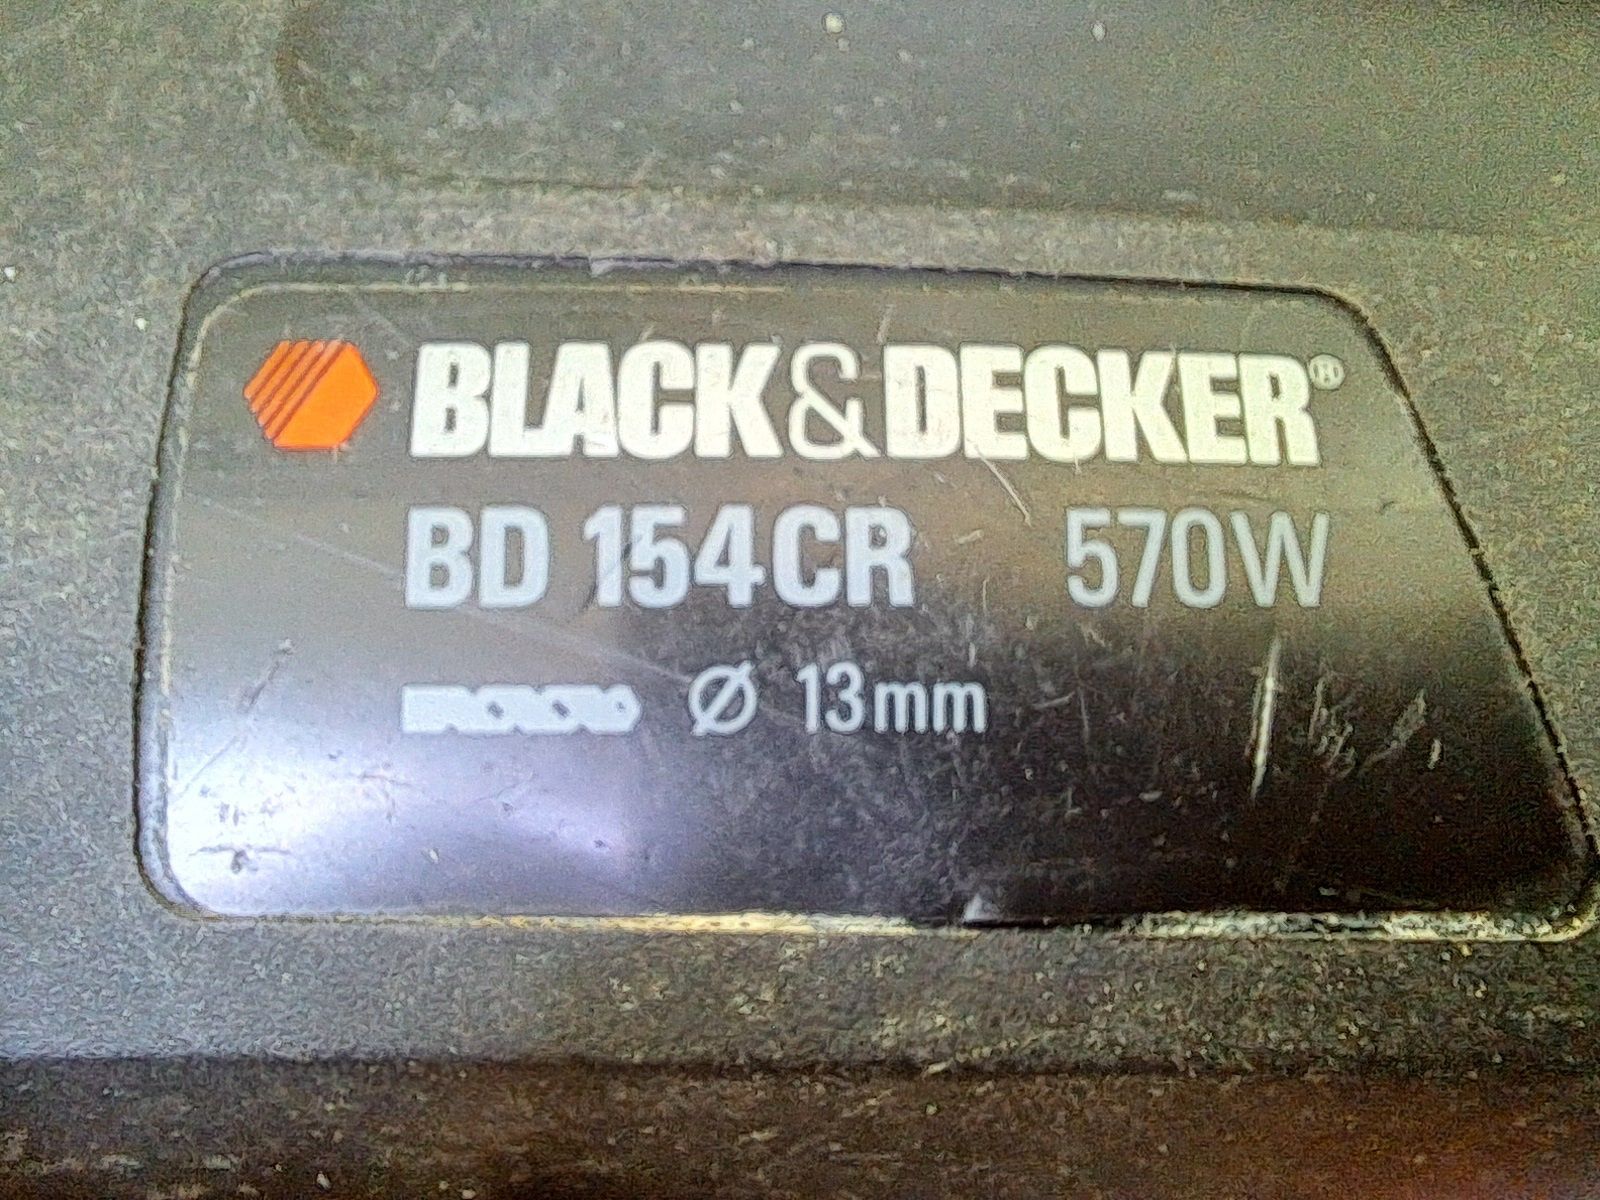 BLACK&DECKER®
BD 154CR 570W
Ø 13mm